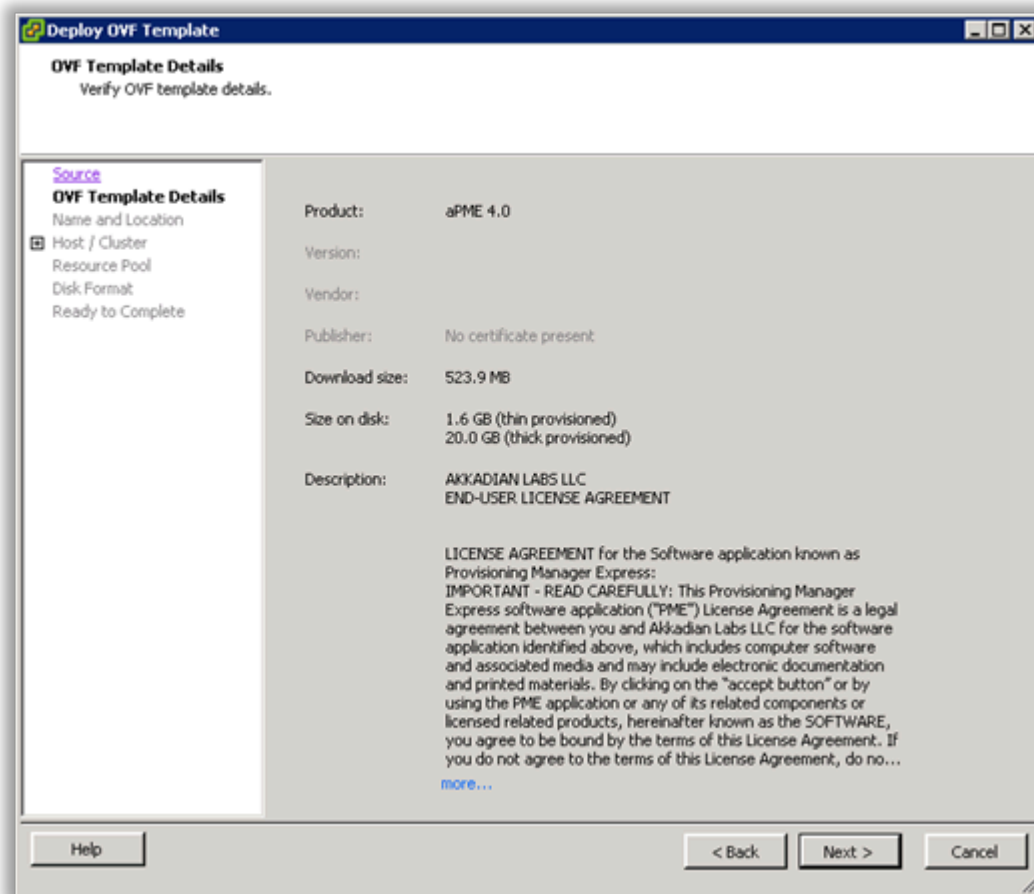 Deploy OVF Template
OVF Template Details
Verify OVF template details.
Source
OVF Template Details
Name and Location
Host / Cluster
Resource Pool
Disk Format
Ready to Complete
Product: aPME 4.0
Version:
Vendor:
Publisher: No certificate present
Download size: 523.9 MB
Size on disk: 1.6 GB (thin provisioned)
20.0 GB (thick provisioned)
Description: AKKADIAN LABS LLC
END-USER LICENSE AGREEMENT
LICENSE AGREEMENT for the Software application known as
Provisioning Manager Express:
IMPORTANT - READ CAREFULLY: This Provisioning Manager
Express software application ("PME") License Agreement is a legal
agreement between you and Akkadian Labs LLC for the software
application identified above, which includes computer software
and associated media and may include electronic documentation
and printed materials. By clicking on the "accept button" or by
using the PME application or any of its related components or
licensed related products, hereinafter known as the SOFTWARE,
you agree to be bound by the terms of this License Agreement. If
you do not agree to the terms of this License Agreement, do no...
more...
Help
< Back
Next >
Cancel